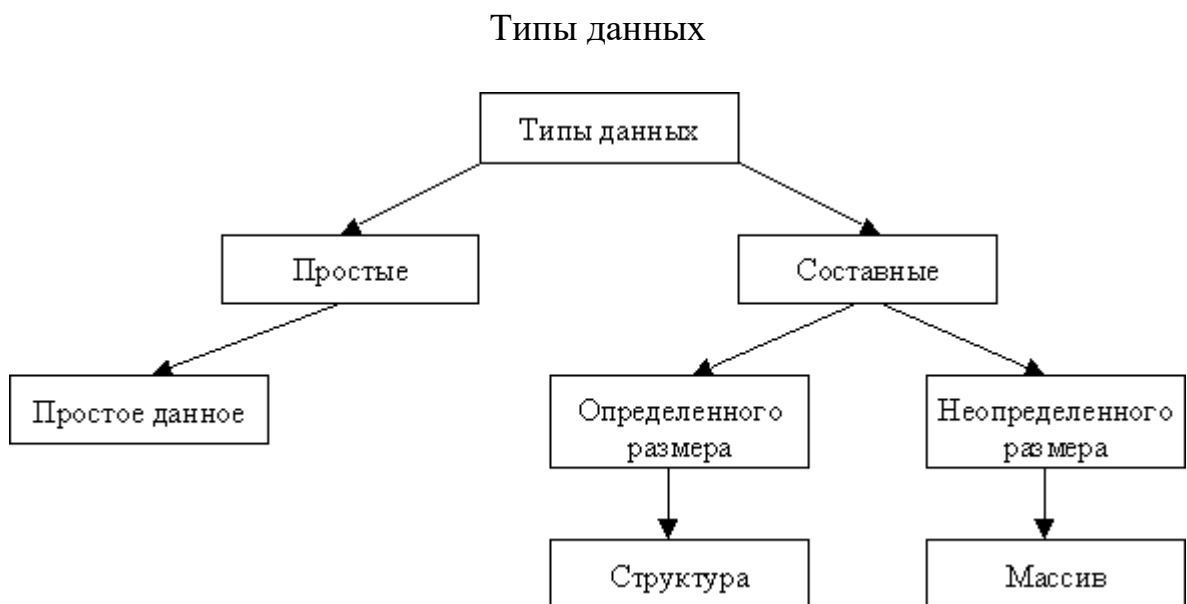 Типы данных
Типы данных
Простые
Составные
Простое данное
Определенного
размера
Неопределенного
размера
Структура
Массив